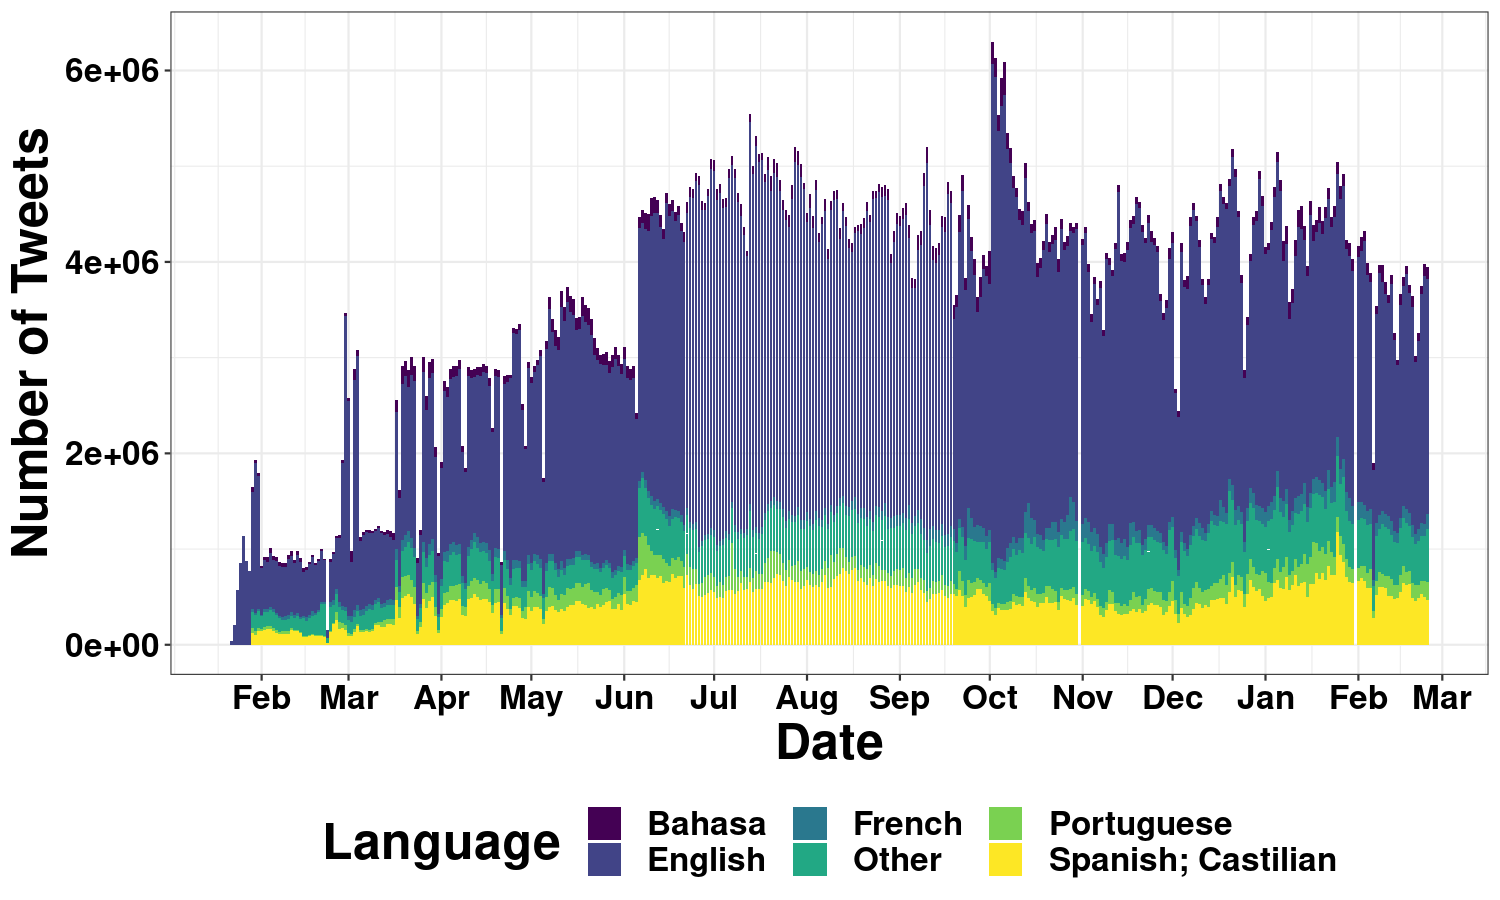 Number of Tweets
6e+06
4e+06
2e+06
0e+00
Feb Mar Apr May Jun Jul Aug Sep Oct Nov Dec Jan Feb Mar
Date
Language
Bahasa French Portuguese
English Other Spanish; Castilian